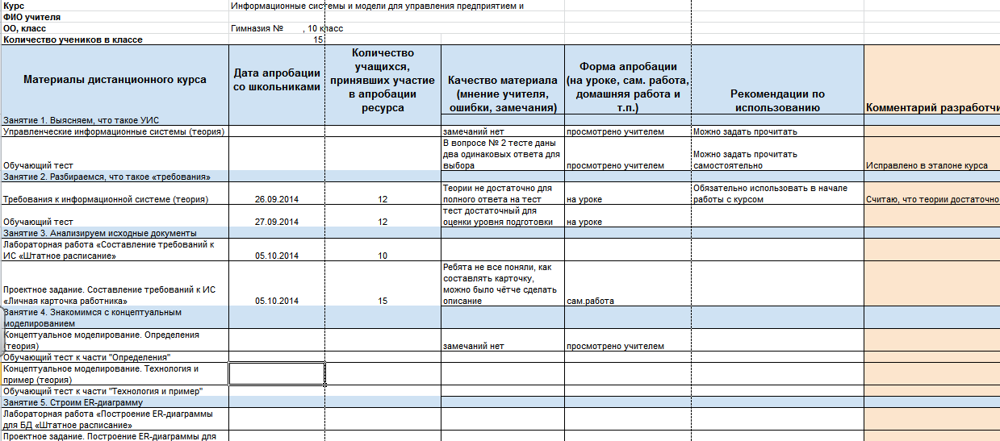 Курс Информационные системы и модели для управления предприятием и
ФИО учителя
ОО, класс Гимназия № , 10 класс
Количество учеников в классе 15
Материалы дистанционного курса
Дата апробации
со школьниками
Количество
учащихся,
принявших участие
в апробации
ресурса
Качество материала
(мнение учителя,
ошибки, замечания)
Форма апробации
(на уроке, сам. работа,
домашняя работа и
т.п.)
Рекомендации по
использованию
Комментарий разработчи
Занятие 1. Выясняем, что такое УИС
Управленческие информационные системы (теория) замечаний нет просмотрено учителем Можно задать прочитать
Обучающий тест
В вопросе № 2 тесте даны
два одинаковых ответа для
выбора
просмотрено учителем
Можно задать прочитать
самостоятельно
Исправлено в эталоне курса
Занятие 2. Разбираемся, что такое «требования»
Требования к информационной системе (теория) 26.09.2014 12
Теории не достаточно для
полного ответа на тест
на уроке
Обязательно использовать в начале
работы с курсом
Считаю, что теории достаточно
Обучающий тест 27.09.2014 12
тест достаточный для
оценки уровня подготовки
на уроке
Занятие 3. Анализируем исходные документы
Лабораторная работа «Составление требований к
ИС «Штатное расписание» 05.10.2014 10
Проектное задание. Составление требований к ИС
«Личная карточка работника» 05.10.2014 15
Ребята не все поняли, как
составлять карточку,
можно было чётче сделать
описание
сам.работа
Занятие 4. Знакомимся с концептуальным
моделированием
Концептуальное моделирование. Определения
(теория) замечаний нет просмотрено учителем
Обучающий тест к части "Определения"
Концептуальное моделирование. Технология и
пример (теория)
Обучающий тест к части "Технология и пример"
Занятие 5. Строим ER-диаграмму
Лабораторная работа «Построение ER-диаграммы
для БД «Штатное расписание»
Проектное задание. Построение ER-диаграммы для